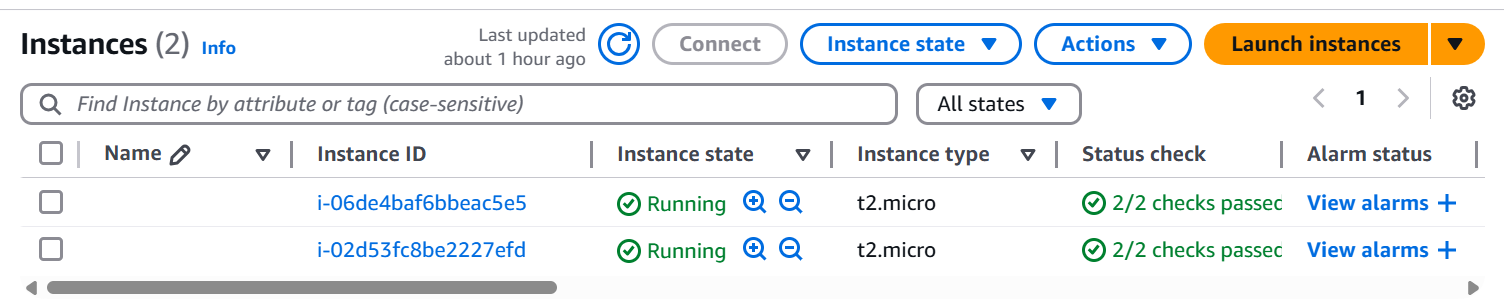 Instances (2) Info
Last updated
about 1 hour ago
Connect
Instance state
Actions
Launch instances
Find Instance by attribute or tag (case-sensitive)
All states
1
Name Instance ID Instance state Instance type Status check Alarm status
i-06de4baf6bbeac5e5 Running t2.micro 2/2 checks passed View alarms +
i-02d53fc8be2227efd Running t2.micro 2/2 checks passed View alarms +